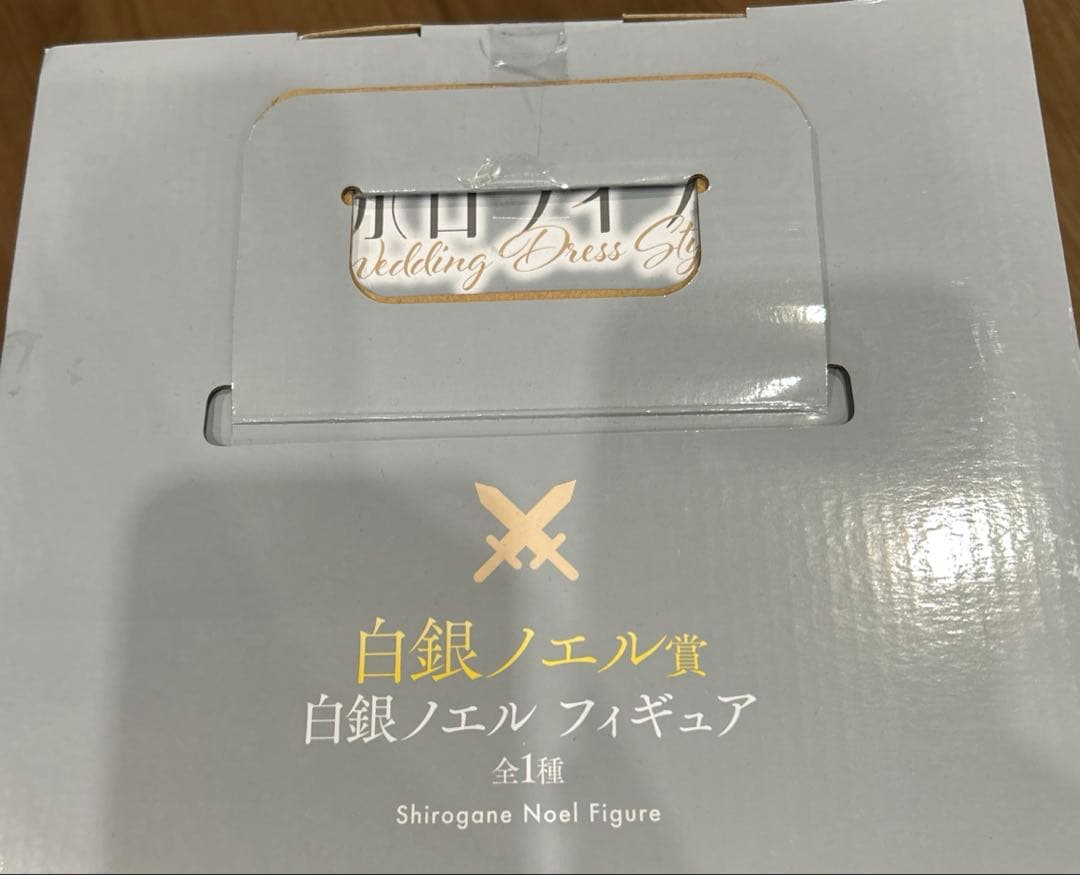 Wedding Dress
白銀ノエル賞
白銀ノエル フィギュア
全1種
Shirogane Noel Figure